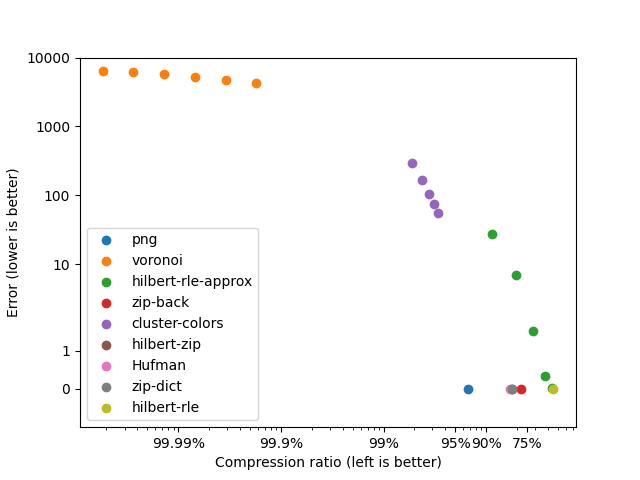 10000
1000
100
10
1
0
Error (lower is better)
png
voronoi
hilbert-rle-approx
zip-back
cluster-colors
hilbert-zip
Hufman
zip-dict
hilbert-rle
99.99% 99.9% 99% 95% 90% 75%
Compression ratio (left is better)